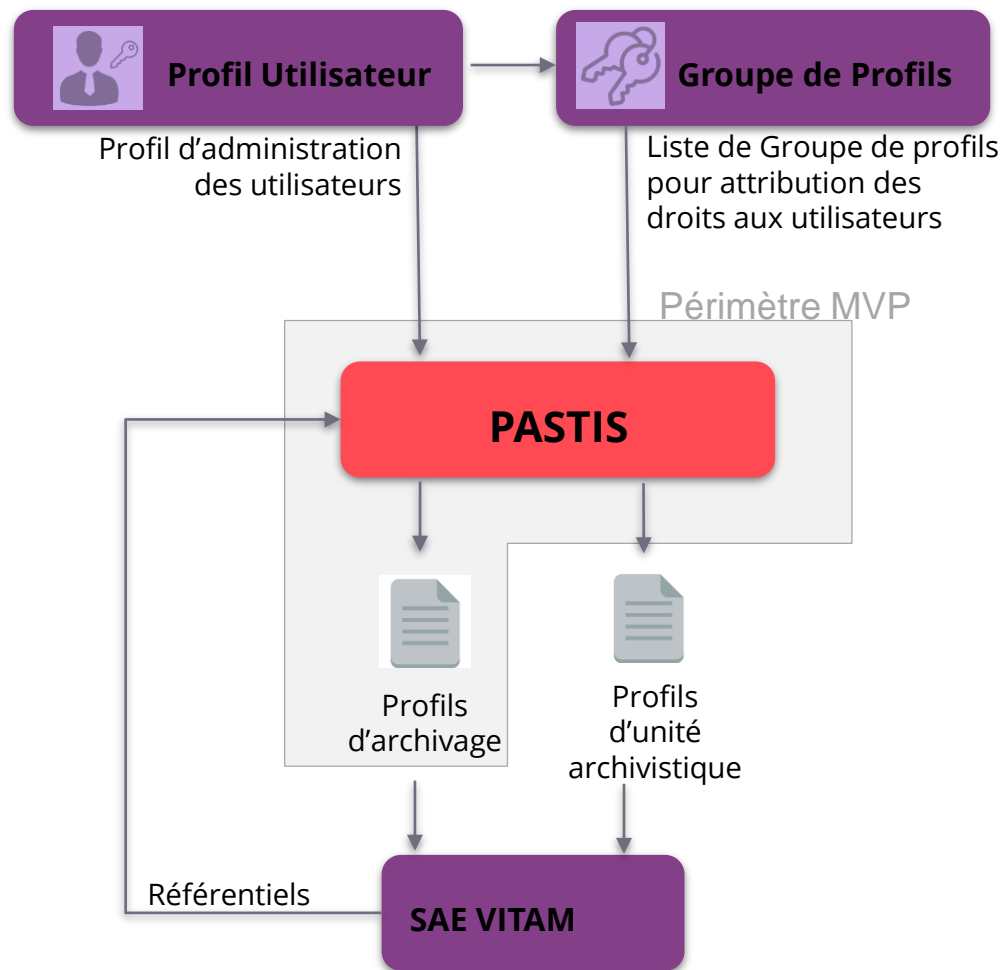 Profil Utilisateur
Groupe de Profils
Profil d’administration
des utilisateurs
Liste de Groupe de profils
pour attribution des
droits aux utilisateurs
Périmètre MVP
PASTIS
Profils
d’archivage
Profils
d’unité
archivistique
Référentiels
SAE VITAM